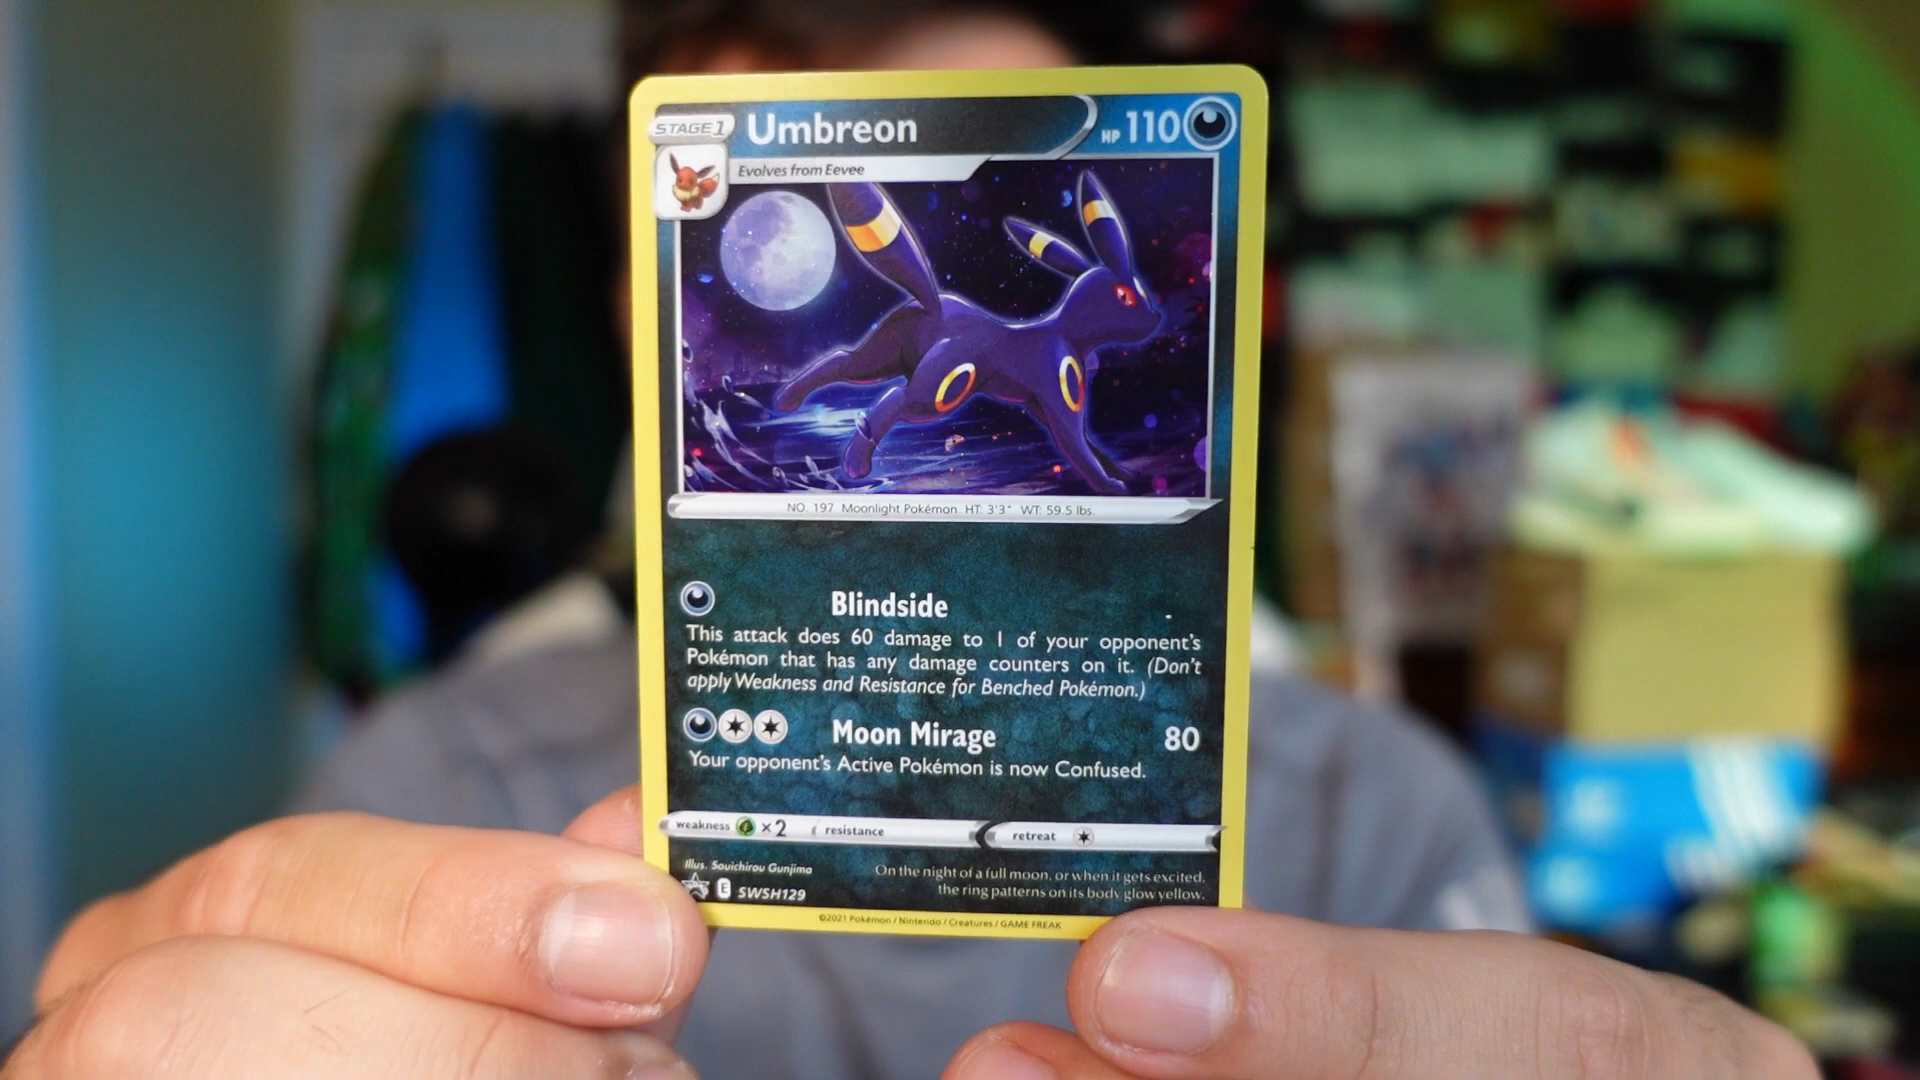 STAGE1 Umbreon HP 110
Evolves from Eevee
NO. 197 Moonlight Pokémon HT: 3'3" WT: 59.5 lbs.
Blindside
This attack does 60 damage to 1 of your opponent's
Pokémon that has any damage counters on it. (Don't
apply Weakness and Resistance for Benched Pokémon.)
Moon Mirage 80
Your opponent's Active Pokémon is now Confused.
weakness ×2 resistance retreat
Illus. Souichirou Gunjima
On the night of a full moon, or when it gets excited,
the ring patterns on its body glow yellow.
E SWSH129
©2021 Pokémon / Nintendo / Creatures / GAME FREAK